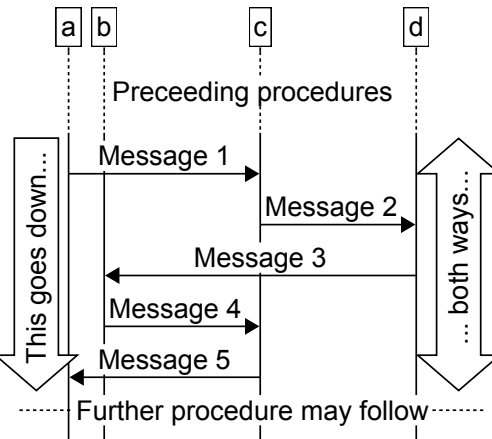 a b c d
Preceeding procedures
Message 1
Message 2
Message 3
Message 4
Message 5
This goes down...
... both ways...
Further procedure may follow